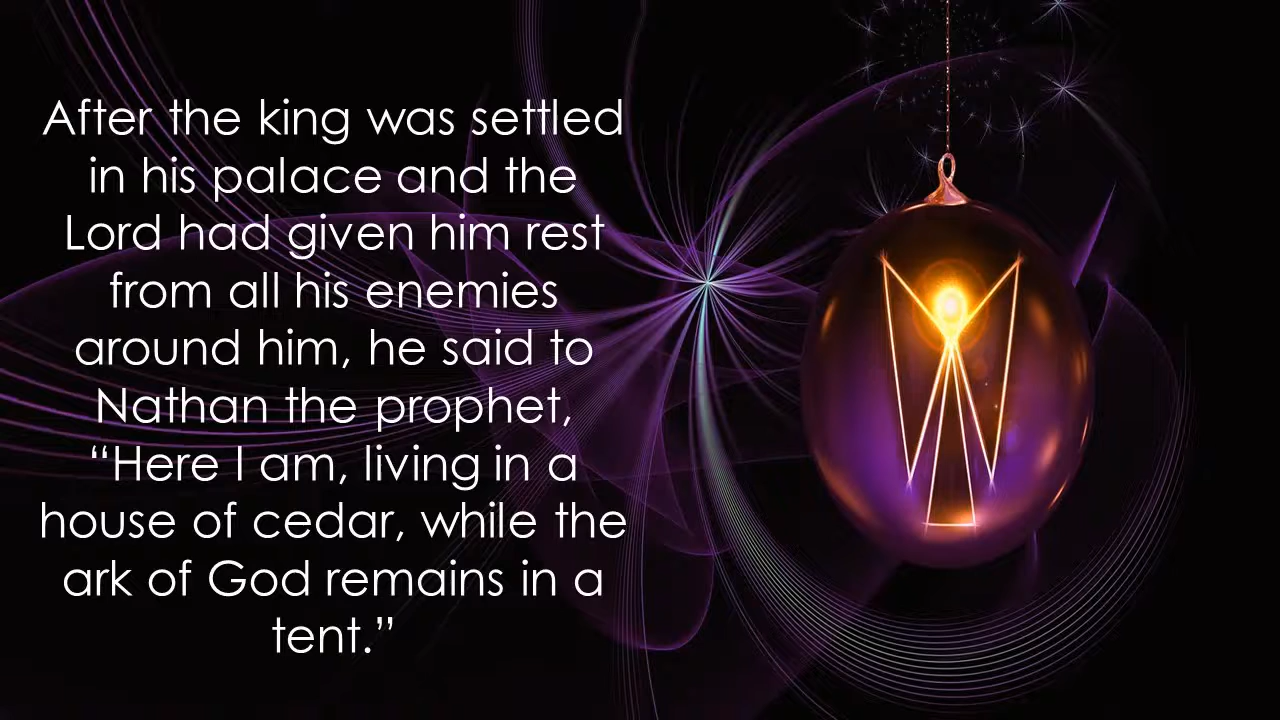 After the king was settled
in his palace and the
Lord had given him rest
from all his enemies
around him, he said to
Nathan the prophet,
“Here I am, living in a
house of cedar, while the
ark of God remains in a
tent.”